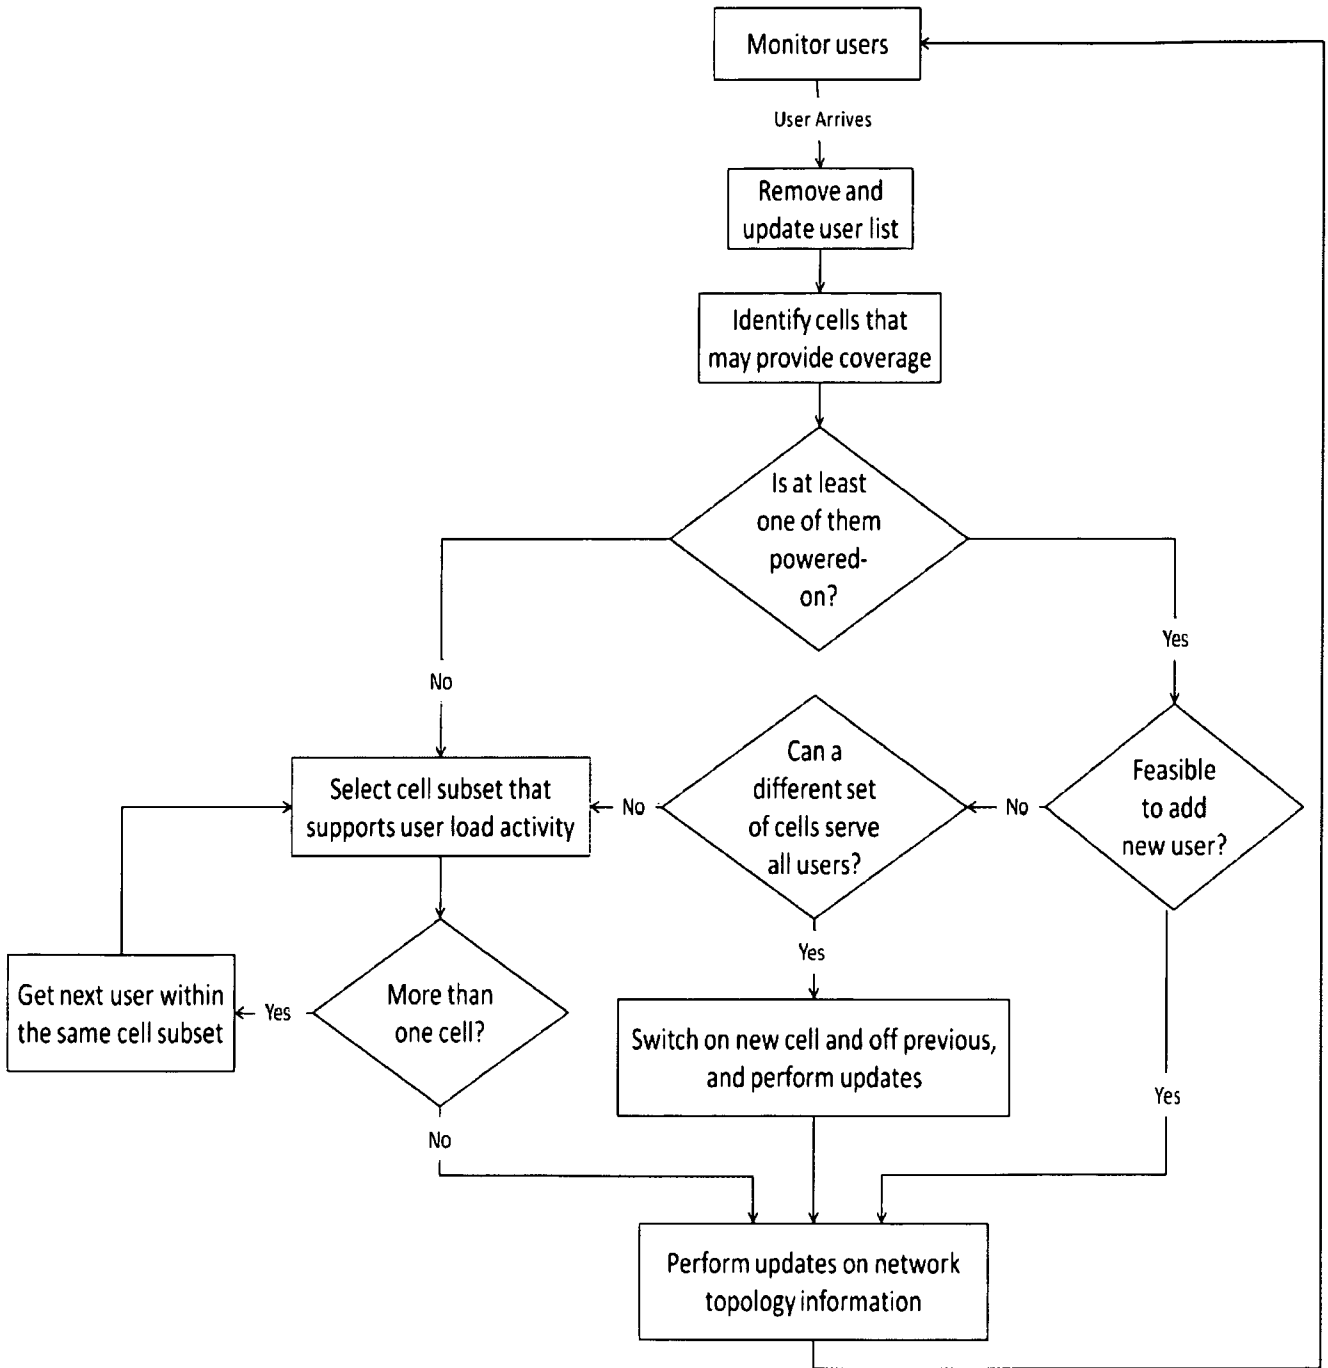 Monitor users
User Arrives
Remove and
update user list
Identify cells that
may provide coverage
Is at least
one of them
powered-
on?
Yes
No
Can a
different set
of cells serve
all users?
Feasible
to add
new user?
No
No
Select cell subset that
supports user load activity
Yes
More than
one cell?
Yes
Get next user within
the same cell subset
Switch on new cell and off previous,
and perform updates
Yes
No
Perform updates on network
topology information